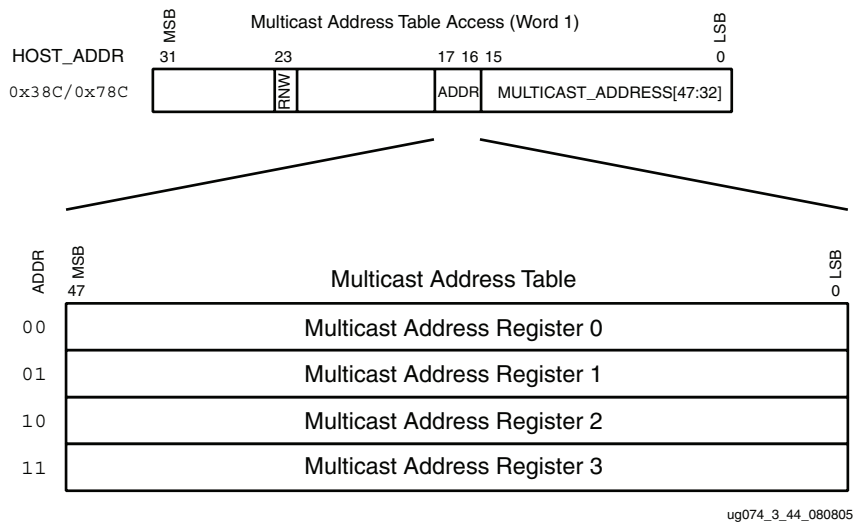 Multicast Address Table Access (Word 1)
MSB
LSB
HOST_ADDR
31
23
17 16 15
0
0x38C/0x78C
RNW
ADDR
MULTICAST_ADDRESS[47:32]
ADDR
MSB
Multicast Address Table
LSB
47
0
00
Multicast Address Register 0
01
Multicast Address Register 1
10
Multicast Address Register 2
11
Multicast Address Register 3
ug074_3_44_080805